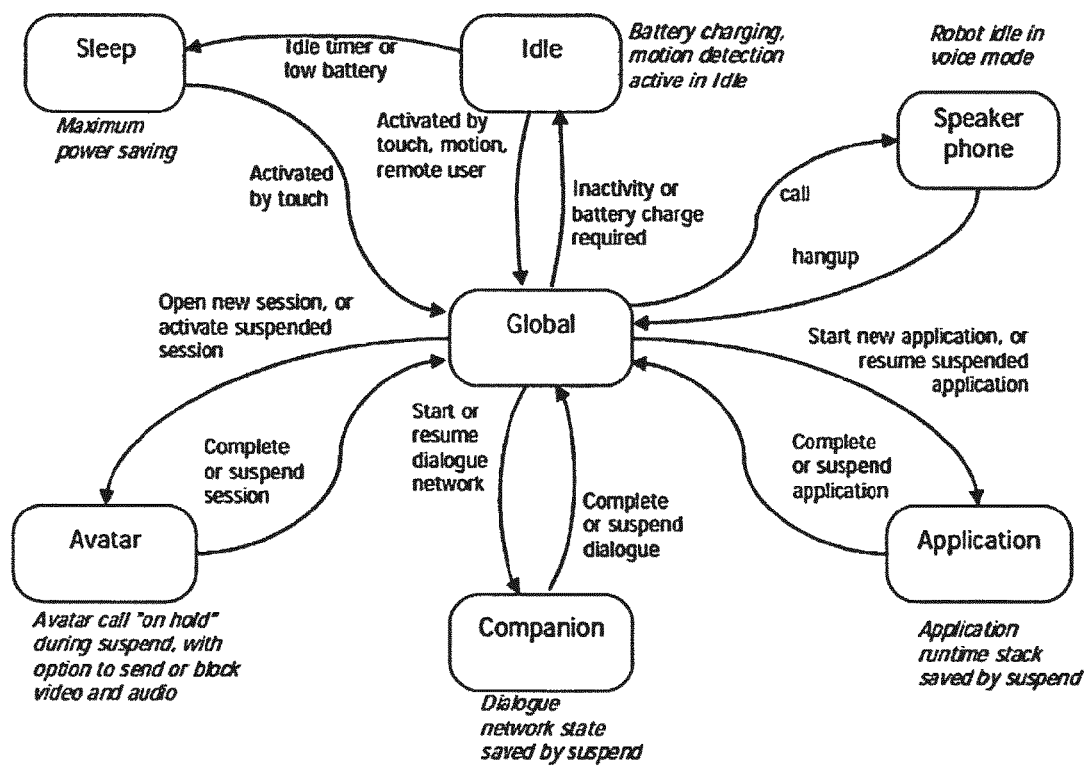 Sleep
Idle timer or
low battery
Idle
Battery charging,
motion detection
active in Idle
Robot idle in
voice mode
Maximum
power saving
Activated by
touch, motion,
remote user
Speaker
phone
Activated
by touch
Inactivity or
battery charge
required
call
hangup
Open new session, or
activate suspended
session
Global
Start new application, or
resume suspended
application
Start or
resume
dialogue
network
Complete
or suspend
session
Complete
or suspend
application
Complete
or suspend
dialogue
Avatar
Application
Companion
Avatar call "on hold"
during suspend, with
option to send or block
video and audio
Application
runtime stack
saved by suspend
Dialogue
network state
saved by suspend